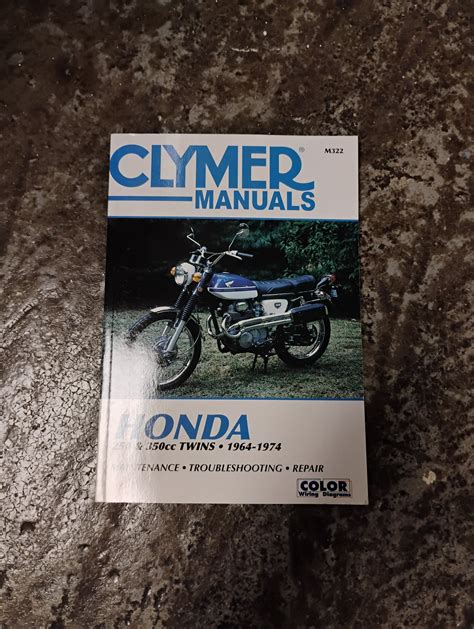 M322
CLYMER®
MANUALS
HONDA
250 & 350cc TWINS • 1964-1974
MAINTENANCE • TROUBLESHOOTING • REPAIR
COLOR
Wiring Diagrams